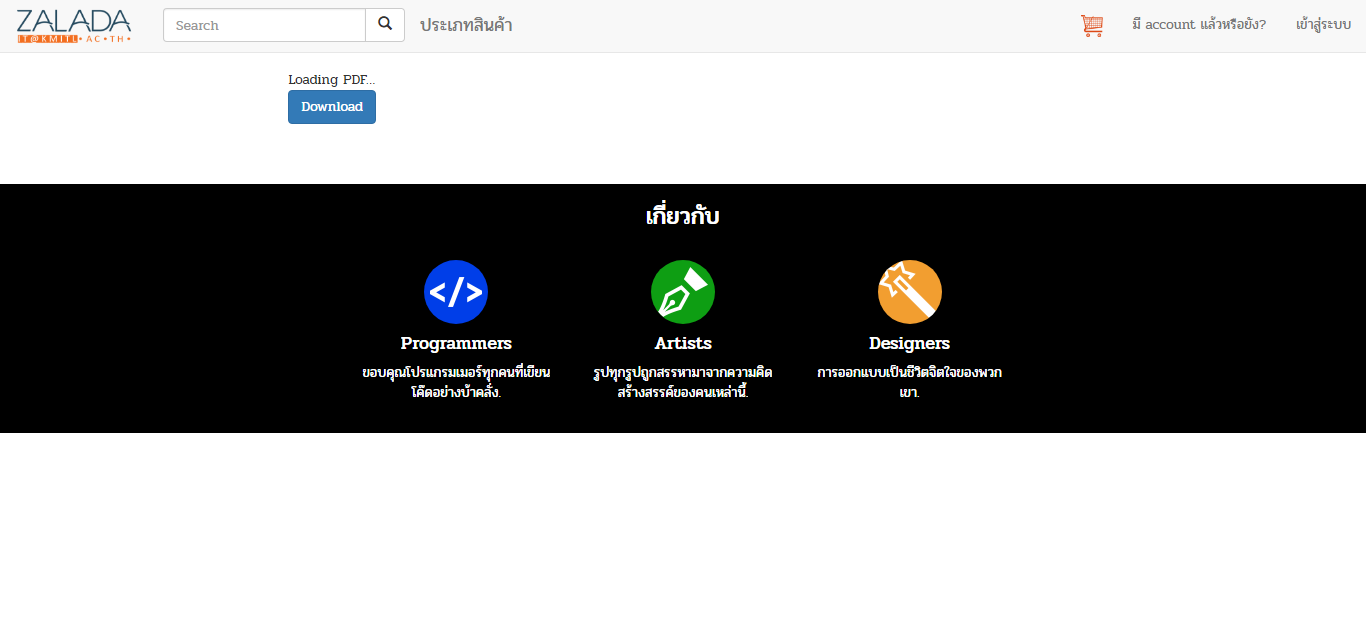 ZALADA
IT@KMITL•AC•TH•
Search
ประเภทสินค้า
มี account แล้วหรือยัง?
เข้าสู่ระบบ
Loading PDF...
Download
เกี่ยวกับ
Programmers
ขอบคุณโปรแกรมเมอร์ทุกคนที่เขียน
โค๊ดอย่างบ้าคลั่ง.
Artists
รูปทุกรูปถูกสรรหามาจากความคิด
สร้างสรรค์ของคนเหล่านี้.
Designers
การออกแบบเป็นชีวิตจิตใจของพวก
เขา.